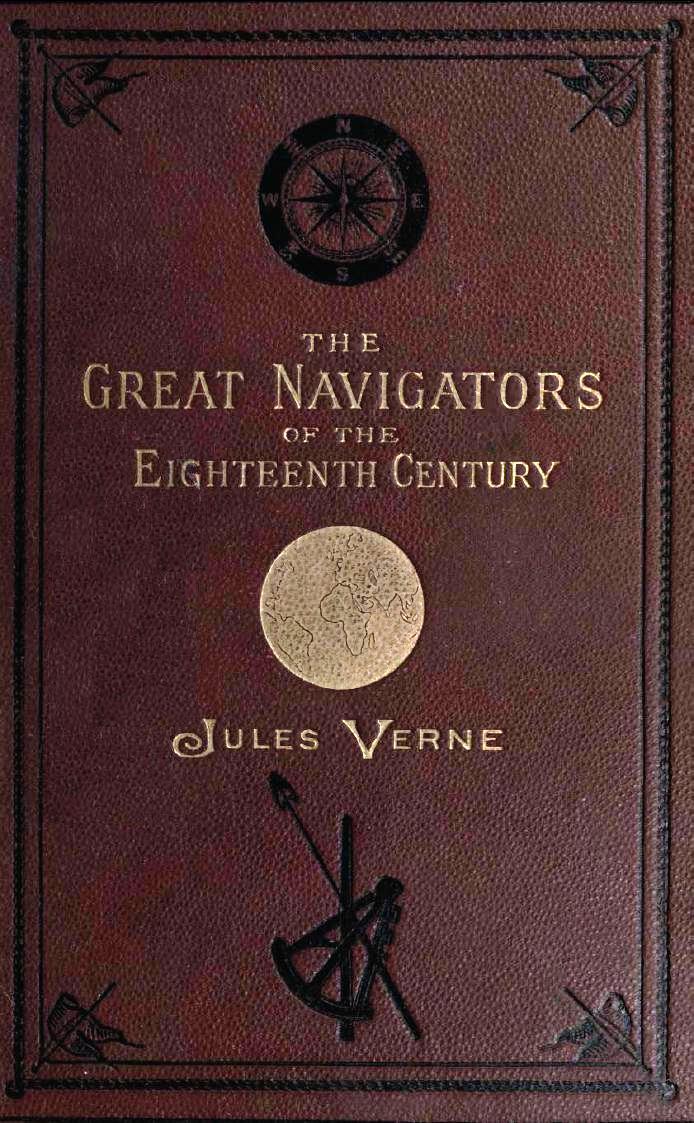 N
W E
S
THE
GREAT NAVIGATORS
OF THE
EIGHTEENTH CENTURY
JULES VERNE